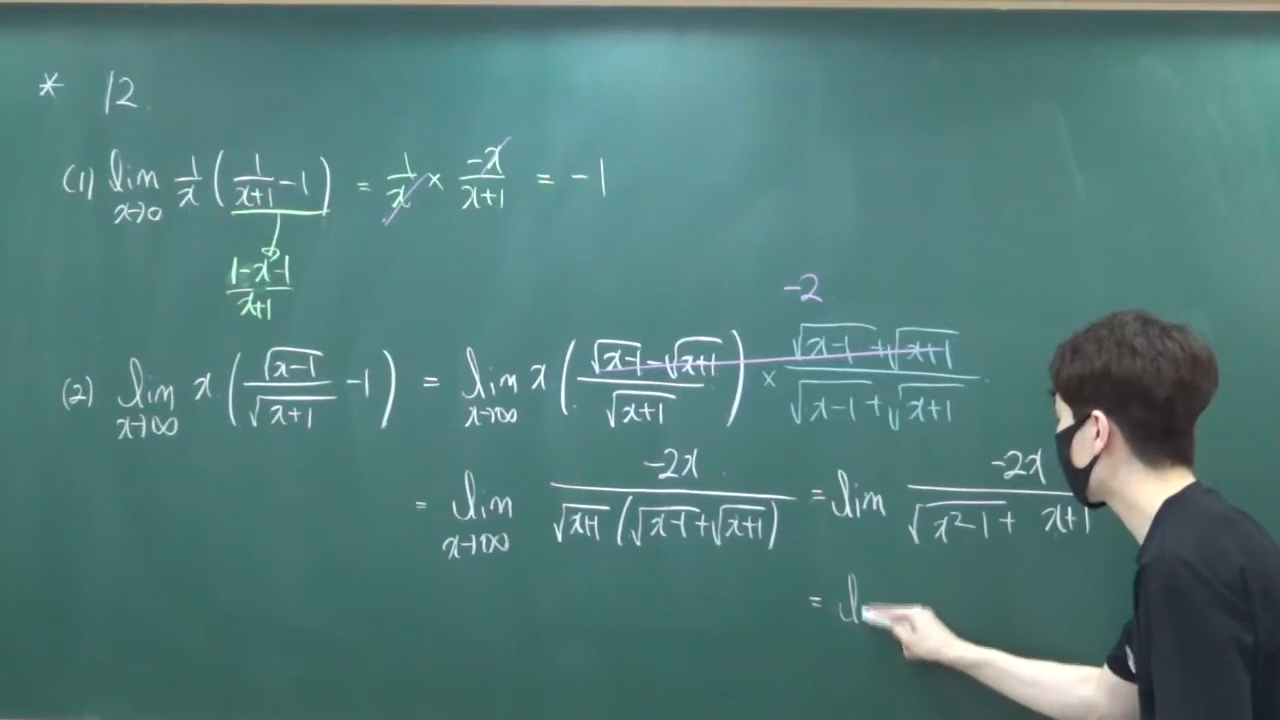 * 12.
(1) lim x→0 1/x (1/(x+1) - 1) = 1/x × -x/(x+1) = -1
(1-x-1)/(x+1)
-2
(2) lim x→∞ x (√(x-1)/√(x+1) - 1) = lim x→∞ x ((√(x-1) - √(x+1))/√(x+1)) × (√(x-1) + √(x+1))/(√(x-1) + √(x+1))
= lim x→∞ -2x/(√(x+1) (√(x-1) + √(x+1))) = lim -2x/(√(x²-1) + x+1)
= l